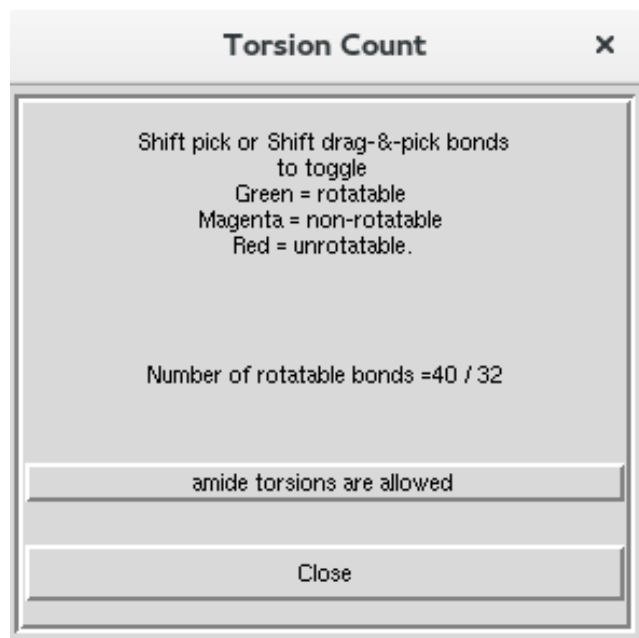 Torsion Count
Shift pick or Shift drag-&-pick bonds
to toggle
Green = rotatable
Magenta = non-rotatable
Red = unrotatable.
Number of rotatable bonds =40 / 32
amide torsions are allowed
Close